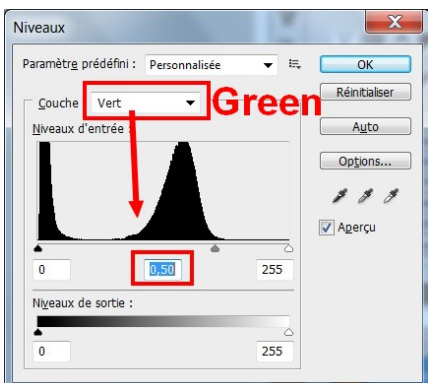 Niveaux
X
Paramètre prédéfini : Personnalisée
OK
Couche Vert Green
Réinitialiser
Niveaux d'entrée :
Auto
Options...
Aperçu
0 0,50 255
Niveaux de sortie :
0 255